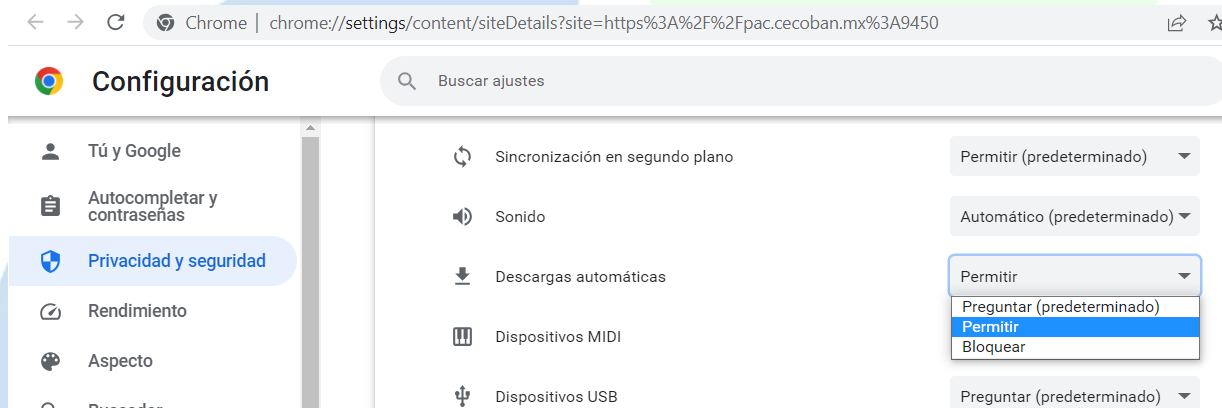 Chrome | chrome://settings/content/siteDetails?site=https%3A%2F%2Fpac.cecoban.mx%3A9450
Configuración
Buscar ajustes
Tú y Google
Autocompletar y
contraseñas
Privacidad y seguridad
Rendimiento
Aspecto
Buscador
Sincronización en segundo plano
Permitir (predeterminado)
Sonido
Automático (predeterminado)
Descargas automáticas
Permitir
Preguntar (predeterminado)
Permitir
Bloquear
Dispositivos MIDI
Dispositivos USB
Preguntar (predeterminado)